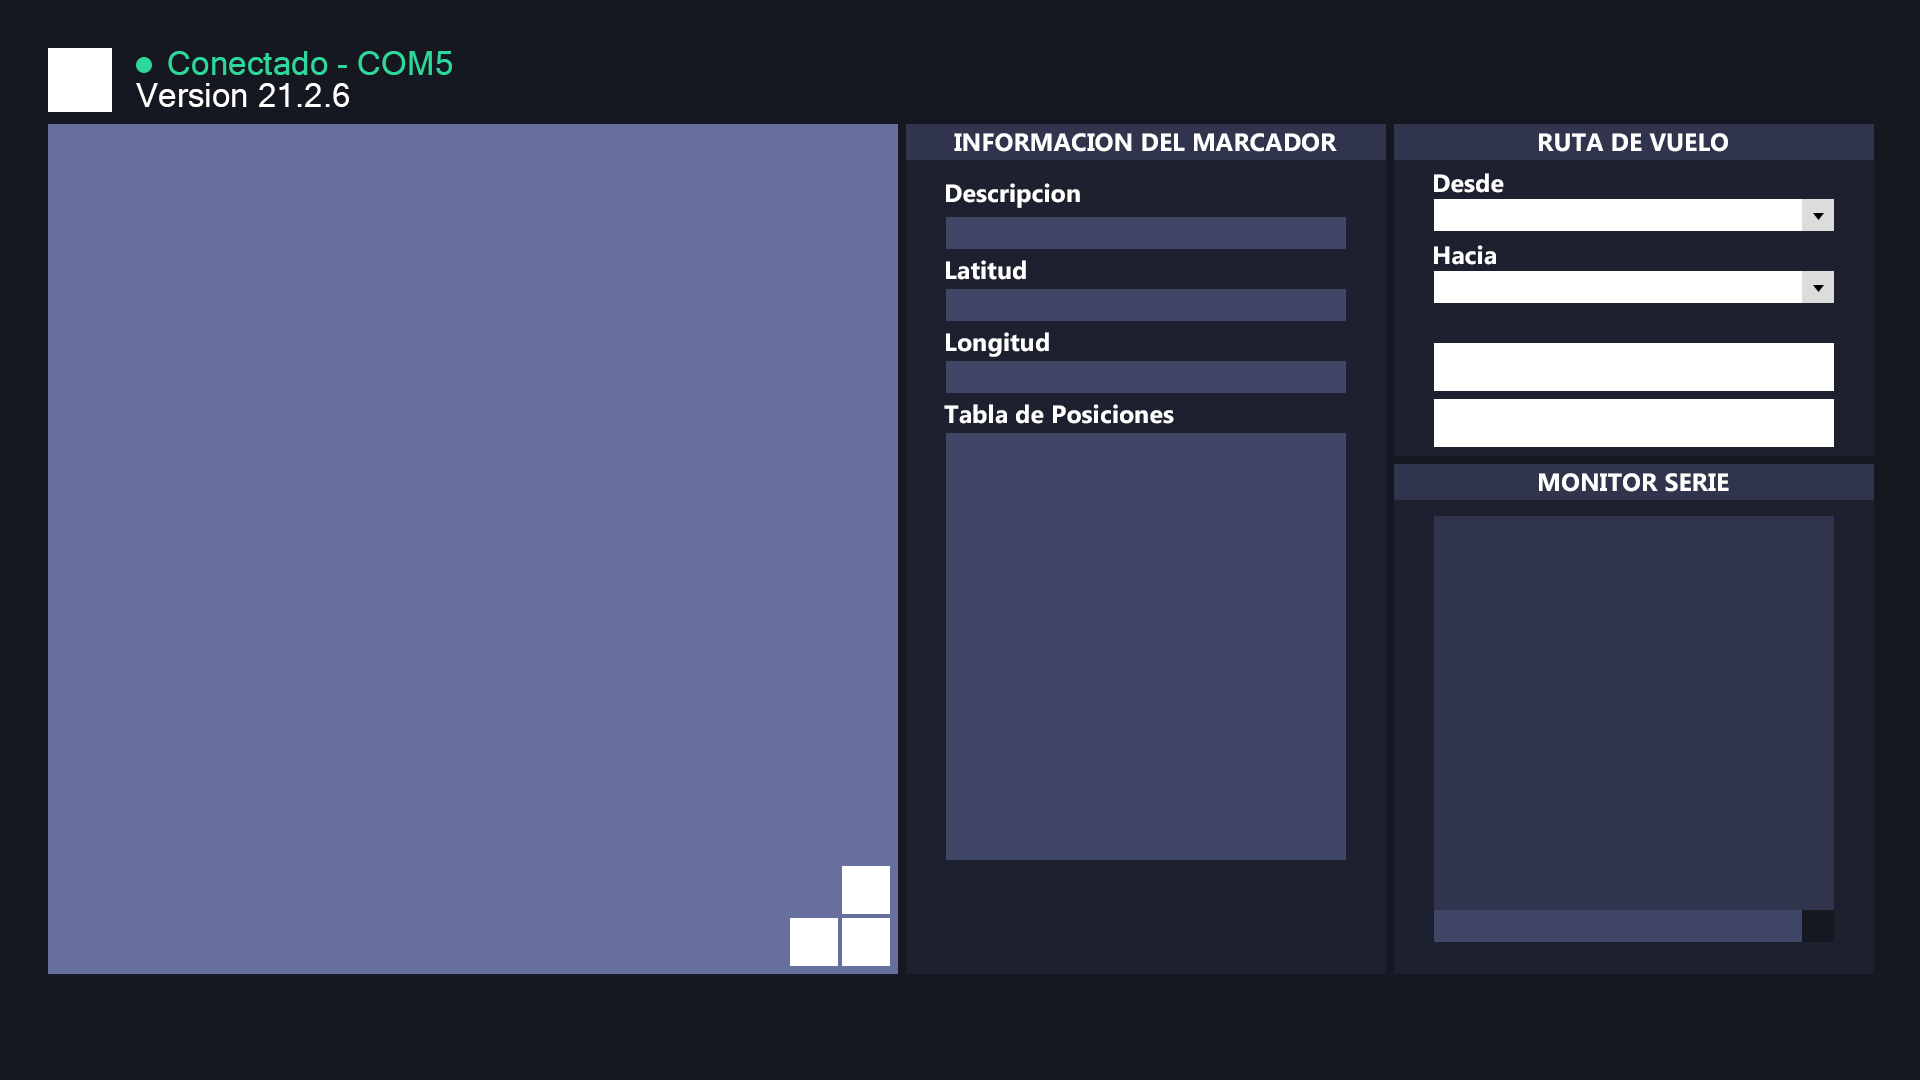 Conectado - COM5
Version 21.2.6
INFORMACION DEL MARCADOR
Descripcion
Latitud
Longitud
Tabla de Posiciones
RUTA DE VUELO
Desde
Hacia
MONITOR SERIE